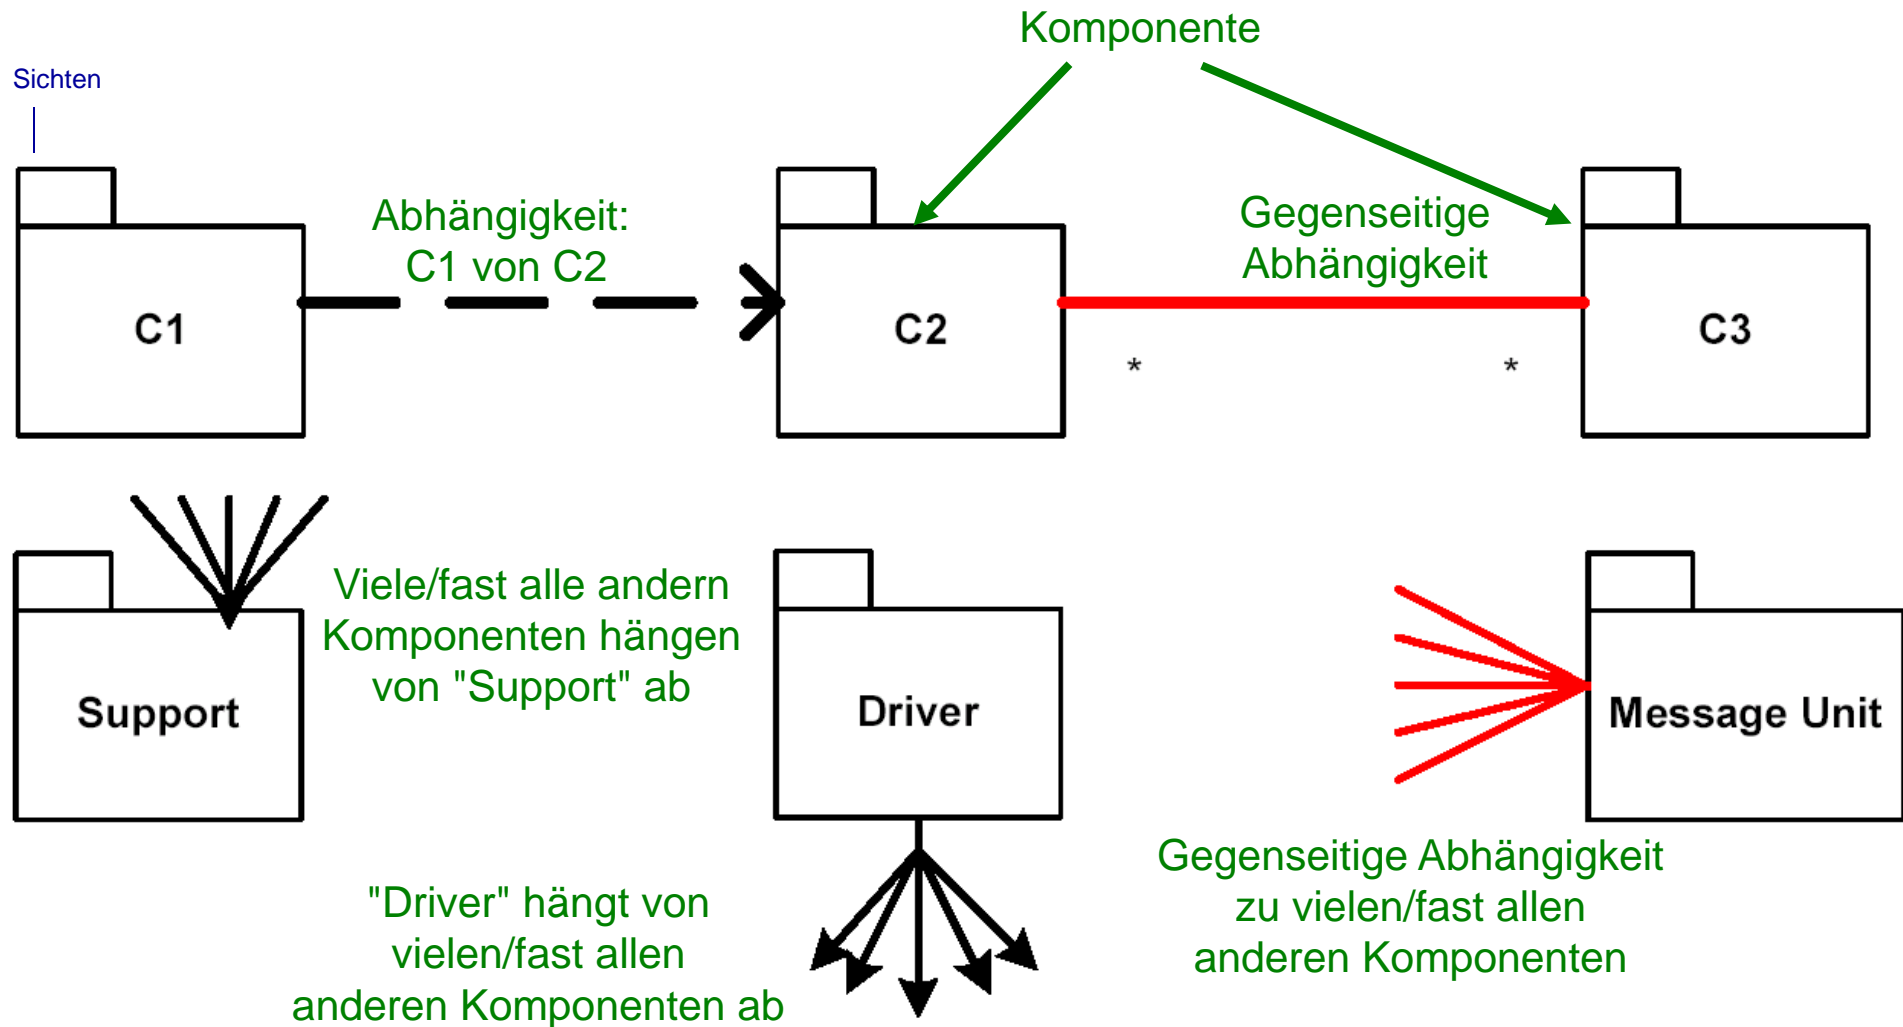 Komponente
Sichten
Abhängigkeit:
C1 von C2
Gegenseitige
Abhängigkeit
C1
C2
C3
*
*
Viele/fast alle andern
Komponenten hängen
von "Support" ab
Support
Driver
Message Unit
"Driver" hängt von
vielen/fast allen
anderen Komponenten ab
Gegenseitige Abhängigkeit
zu vielen/fast allen
anderen Komponenten